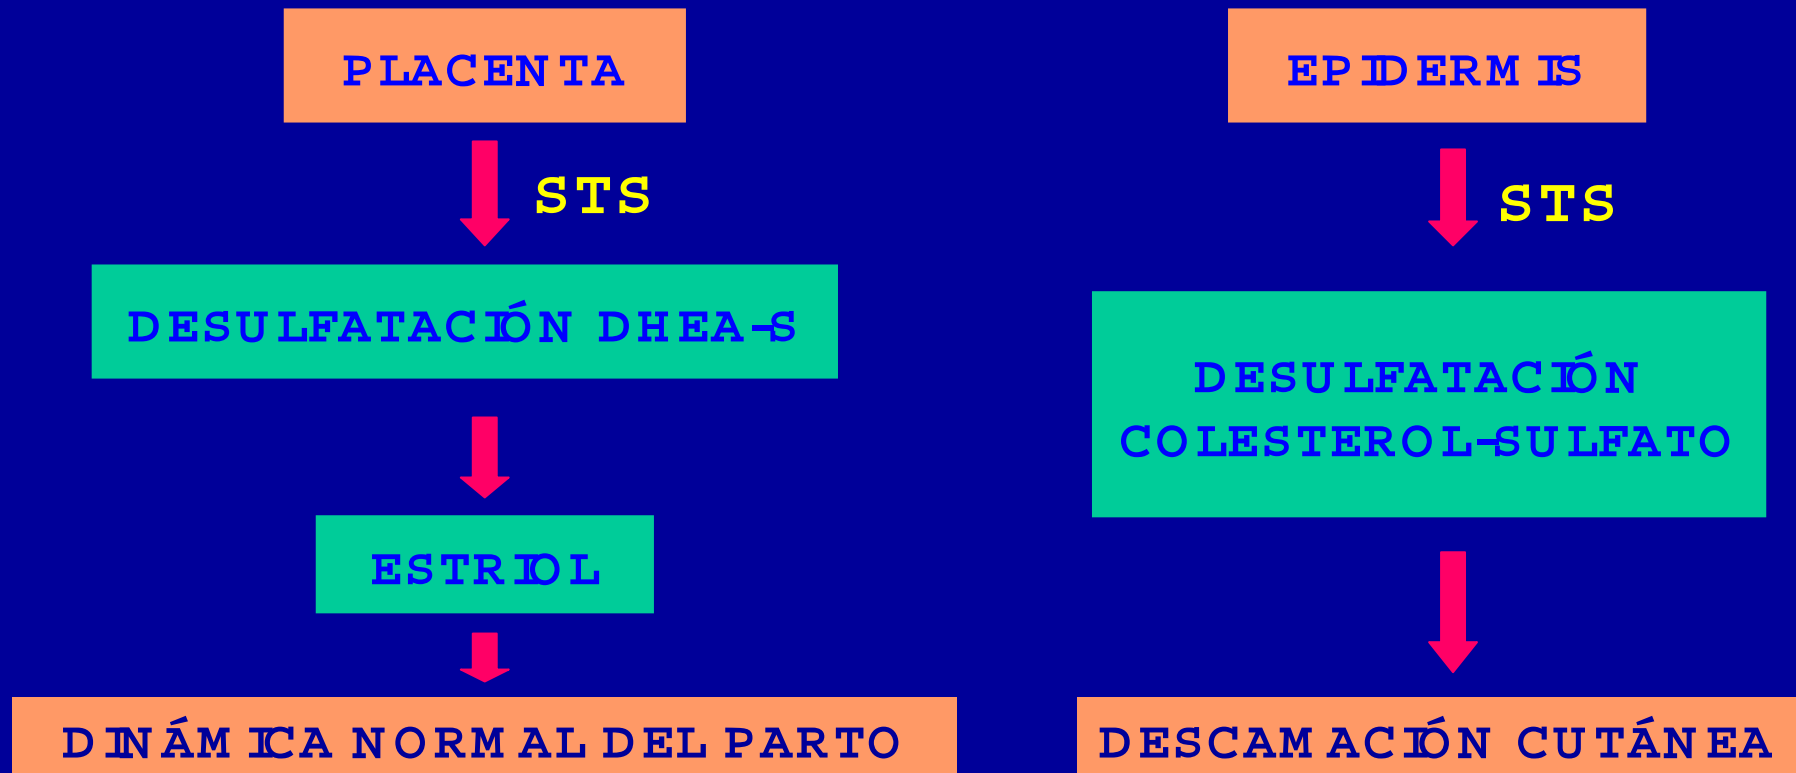 PLACENTA
STS
DESULFATACIÓN DHEA-S
ESTRIOL
DINÁMICA NORMAL DEL PARTO
EPIDERMIS
STS
DESULFATACIÓN
COLESTEROL-SULFATO
DESCAMACIÓN CUTÁNEA